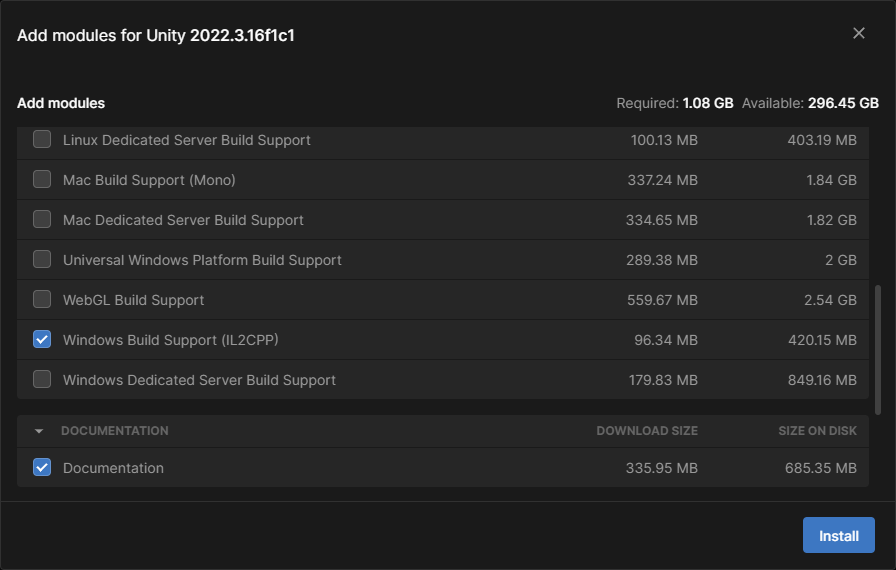 Add modules for Unity 2022.3.16f1c1
Add modules Required: 1.08 GB Available: 296.45 GB
Linux Dedicated Server Build Support 100.13 MB 403.19 MB
Mac Build Support (Mono) 337.24 MB 1.84 GB
Mac Dedicated Server Build Support 334.65 MB 1.82 GB
Universal Windows Platform Build Support 289.38 MB 2 GB
WebGL Build Support 559.67 MB 2.54 GB
Windows Build Support (IL2CPP) 96.34 MB 420.15 MB
Windows Dedicated Server Build Support 179.83 MB 849.16 MB
DOCUMENTATION DOWNLOAD SIZE SIZE ON DISK
Documentation 335.95 MB 685.35 MB
Install